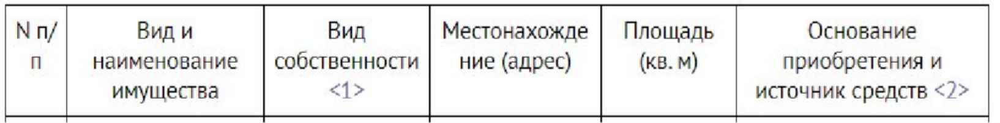 N п/
п
Вид и
наименование
имущества
Вид
собственности
<1>
Местонахожде
ние (адрес)
Площадь
(кв. м)
Основание
приобретения и
источник средств <2>